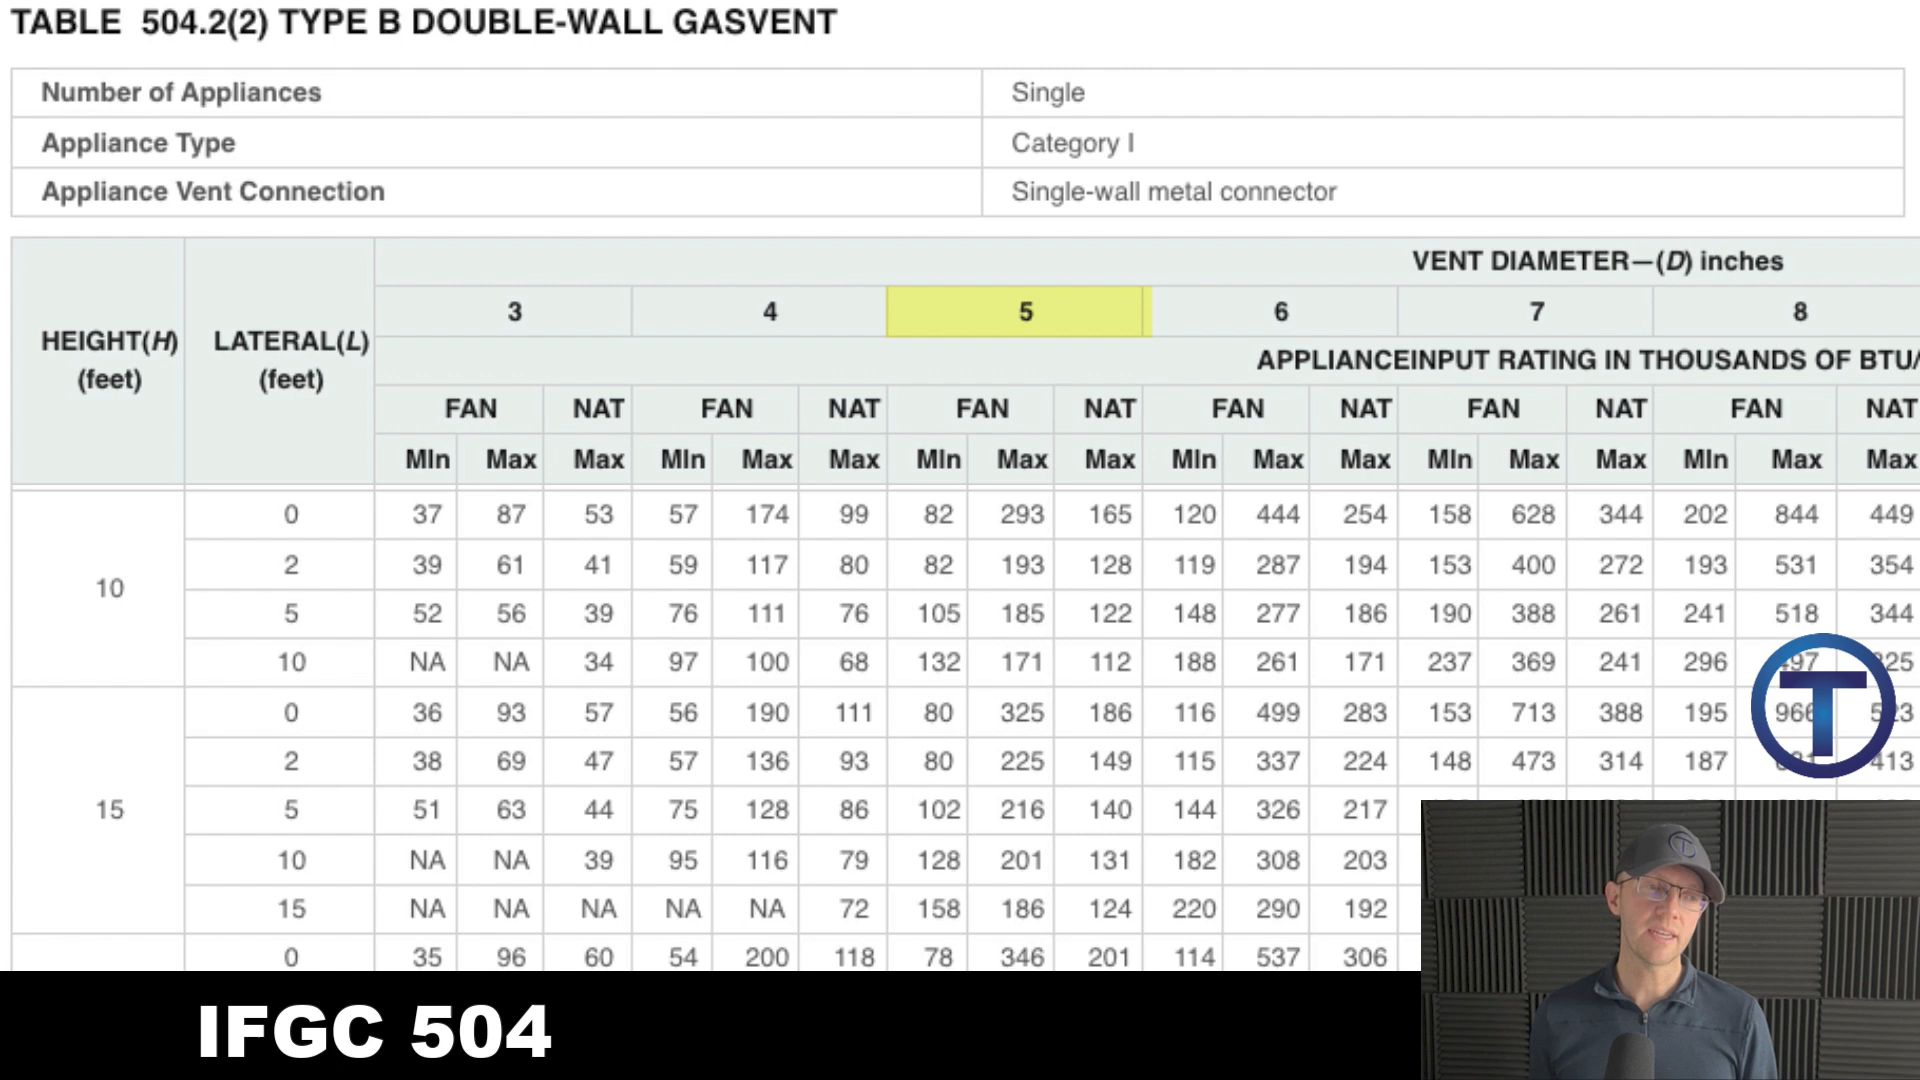 TABLE 504.2(2) TYPE B DOUBLE-WALL GASVENT
Number of Appliances Single
Appliance Type Category I
Appliance Vent Connection Single-wall metal connector
HEIGHT(H) (feet) LATERAL(L) (feet) VENT DIAMETER—(D) inches
3 4 5 6 7 8
APPLIANCEINPUT RATING IN THOUSANDS OF BTU/
FAN NAT FAN NAT FAN NAT FAN NAT FAN NAT FAN NAT
MIn Max Max MIn Max Max MIn Max Max MIn Max Max MIn Max Max MIn Max Max
10
0 37 87 53 57 174 99 82 293 165 120 444 254 158 628 344 202 844 449
2 39 61 41 59 117 80 82 193 128 119 287 194 153 400 272 193 531 354
5 52 56 39 76 111 76 105 185 122 148 277 186 190 388 261 241 518 344
10 NA NA 34 97 100 68 132 171 112 188 261 171 237 369 241 296
15
0 36 93 57 56 190 111 80 325 186 116 499 283 153 713 388 195
2 38 69 47 57 136 93 80 225 149 115 337 224 148 473 314 187 413
5 51 63 44 75 128 86 102 216 140 144 326 217
10 NA NA 39 95 116 79 128 201 131 182 308 203
15 NA NA NA NA NA 72 158 186 124 220 290 192
0 35 96 60 54 200 118 78 346 201 114 537 306
T
IFGC 504